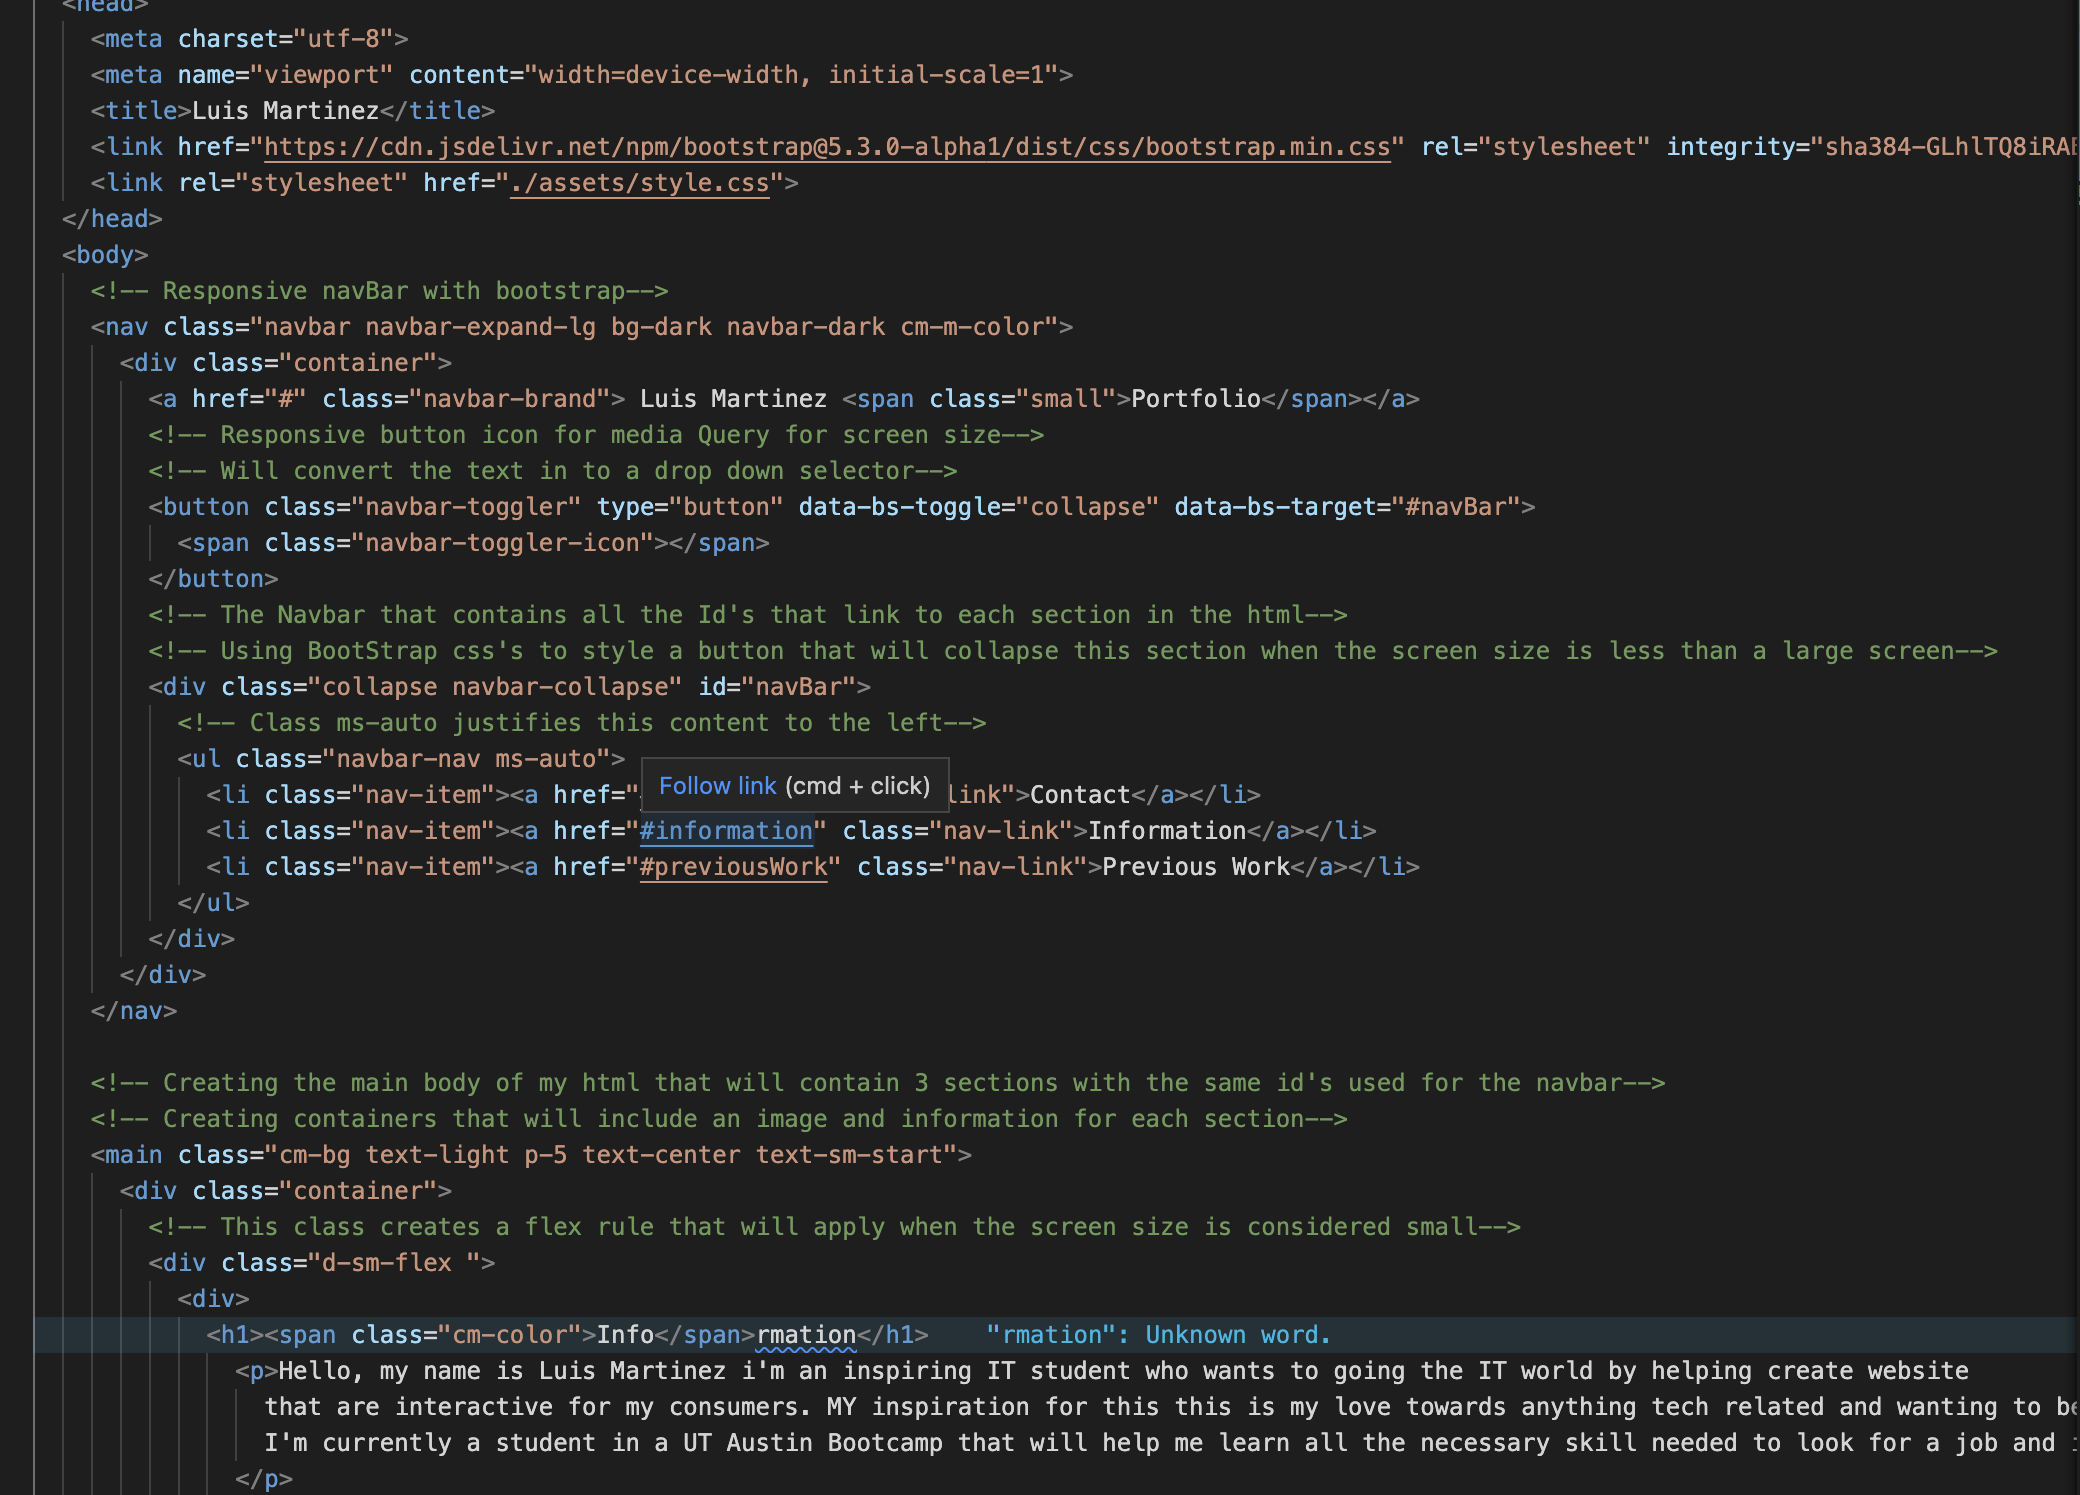 <head>
<meta charset="utf-8">
<meta name="viewport" content="width=device-width, initial-scale=1">
<title>Luis Martinez</title>
<link href="https://cdn.jsdelivr.net/npm/bootstrap@5.3.0-alpha1/dist/css/bootstrap.min.css" rel="stylesheet" integrity="sha384-GLhlTQ8iRA
<link rel="stylesheet" href="./assets/style.css">
</head>
<body>
<!-- Responsive navBar with bootstrap-->
<nav class="navbar navbar-expand-lg bg-dark navbar-dark cm-m-color">
<div class="container">
<a href="#" class="navbar-brand"> Luis Martinez <span class="small">Portfolio</span></a>
<!-- Responsive button icon for media Query for screen size-->
<!-- Will convert the text in to a drop down selector-->
<button class="navbar-toggler" type="button" data-bs-toggle="collapse" data-bs-target="#navBar">
<span class="navbar-toggler-icon"></span>
</button>
<!-- The Navbar that contains all the Id's that link to each section in the html-->
<!-- Using BootStrap css's to style a button that will collapse this section when the screen size is less than a large screen-->
<div class="collapse navbar-collapse" id="navBar">
<!-- Class ms-auto justifies this content to the left-->
<ul class="navbar-nav ms-auto">
Follow link (cmd + click)
<li class="nav-item"><a href=" link">Contact</a></li>
<li class="nav-item"><a href="#information" class="nav-link">Information</a></li>
<li class="nav-item"><a href="#previousWork" class="nav-link">Previous Work</a></li>
</ul>
</div>
</div>
</nav>
<!-- Creating the main body of my html that will contain 3 sections with the same id's used for the navbar-->
<!-- Creating containers that will include an image and information for each section-->
<main class="cm-bg text-light p-5 text-center text-sm-start">
<div class="container">
<!-- This class creates a flex rule that will apply when the screen size is considered small-->
<div class="d-sm-flex ">
<div>
<h1><span class="cm-color">Info</span>rmation</h1> "rmation": Unknown word.
<p>Hello, my name is Luis Martinez i'm an inspiring IT student who wants to going the IT world by helping create website
that are interactive for my consumers. MY inspiration for this this is my love towards anything tech related and wanting to
I'm currently a student in a UT Austin Bootcamp that will help me learn all the necessary skill needed to look for a job and
</p>